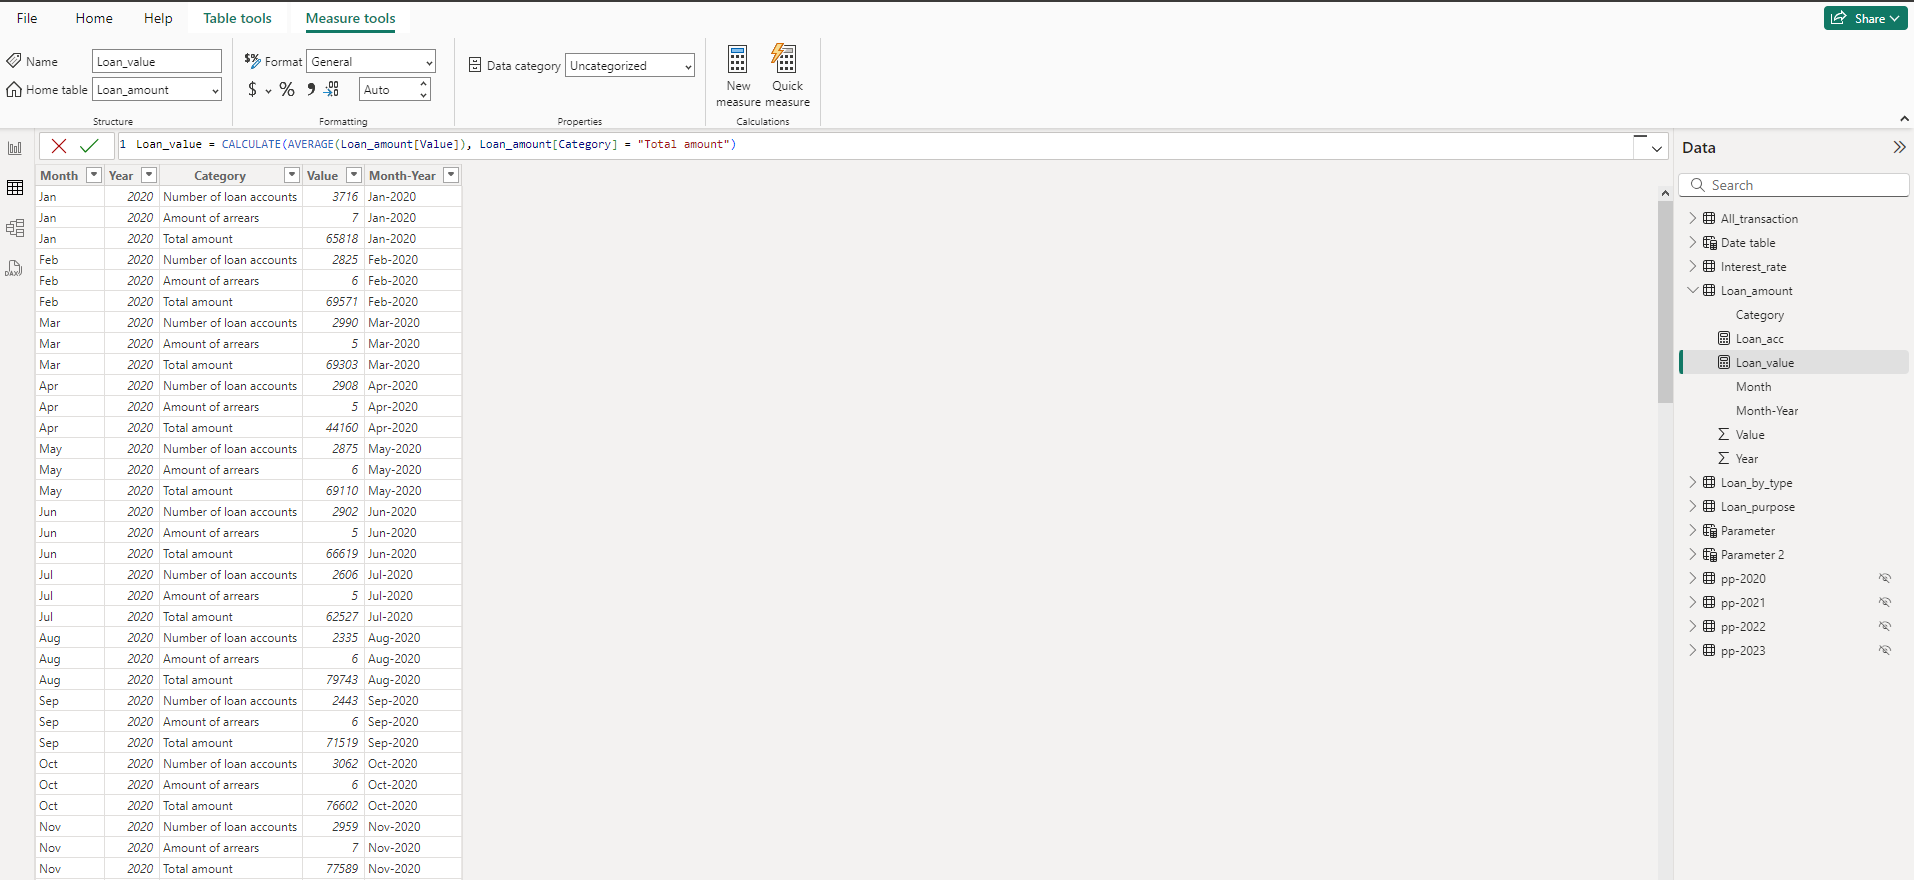 File Home Help Table tools Measure tools Share
Name Loan_value
Home table Loan_amount
Structure
$% Format General
$ % , .00 Auto
Formatting
Data category Uncategorized
Properties
New measure
Quick measure
Calculations
1 Loan_value = CALCULATE(AVERAGE(Loan_amount[Value]), Loan_amount[Category] = "Total amount")
Month Year Category Value Month-Year
Jan 2020 Number of loan accounts 3716 Jan-2020
Jan 2020 Amount of arrears 7 Jan-2020
Jan 2020 Total amount 65818 Jan-2020
Feb 2020 Number of loan accounts 2825 Feb-2020
Feb 2020 Amount of arrears 6 Feb-2020
Feb 2020 Total amount 69571 Feb-2020
Mar 2020 Number of loan accounts 2990 Mar-2020
Mar 2020 Amount of arrears 5 Mar-2020
Mar 2020 Total amount 69303 Mar-2020
Apr 2020 Number of loan accounts 2908 Apr-2020
Apr 2020 Amount of arrears 5 Apr-2020
Apr 2020 Total amount 44160 Apr-2020
May 2020 Number of loan accounts 2875 May-2020
May 2020 Amount of arrears 6 May-2020
May 2020 Total amount 69110 May-2020
Jun 2020 Number of loan accounts 2902 Jun-2020
Jun 2020 Amount of arrears 5 Jun-2020
Jun 2020 Total amount 66619 Jun-2020
Jul 2020 Number of loan accounts 2606 Jul-2020
Jul 2020 Amount of arrears 5 Jul-2020
Jul 2020 Total amount 62527 Jul-2020
Aug 2020 Number of loan accounts 2335 Aug-2020
Aug 2020 Amount of arrears 6 Aug-2020
Aug 2020 Total amount 79743 Aug-2020
Sep 2020 Number of loan accounts 2443 Sep-2020
Sep 2020 Amount of arrears 6 Sep-2020
Sep 2020 Total amount 71519 Sep-2020
Oct 2020 Number of loan accounts 3062 Oct-2020
Oct 2020 Amount of arrears 6 Oct-2020
Oct 2020 Total amount 76602 Oct-2020
Nov 2020 Number of loan accounts 2959 Nov-2020
Nov 2020 Amount of arrears 7 Nov-2020
Nov 2020 Total amount 77589 Nov-2020
DAX
Data
Search
All_transaction
Date table
Interest_rate
Loan_amount
Category
Loan_acc
Loan_value
Month
Month-Year
Σ Value
Σ Year
Loan_by_type
Loan_purpose
Parameter
Parameter 2
pp-2020
pp-2021
pp-2022
pp-2023